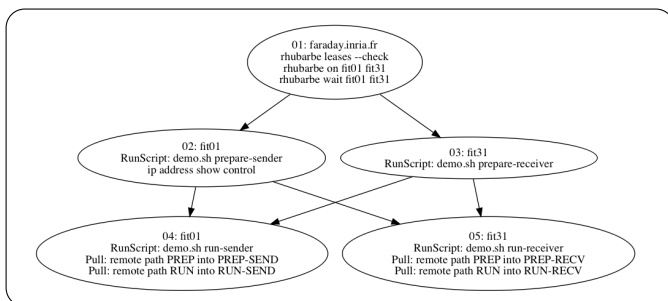 01: faraday.inria.fr
rhubarbe leases --check
rhubarbe on fit01 fit31
rhubarbe wait fit01 fit31
02: fit01
RunScript: demo.sh prepare-sender
ip address show control
03: fit31
RunScript: demo.sh prepare-receiver
04: fit01
RunScript: demo.sh run-sender
Pull: remote path PREP into PREP-SEND
Pull: remote path RUN into RUN-SEND
05: fit31
RunScript: demo.sh run-receiver
Pull: remote path PREP into PREP-RECV
Pull: remote path RUN into RUN-RECV